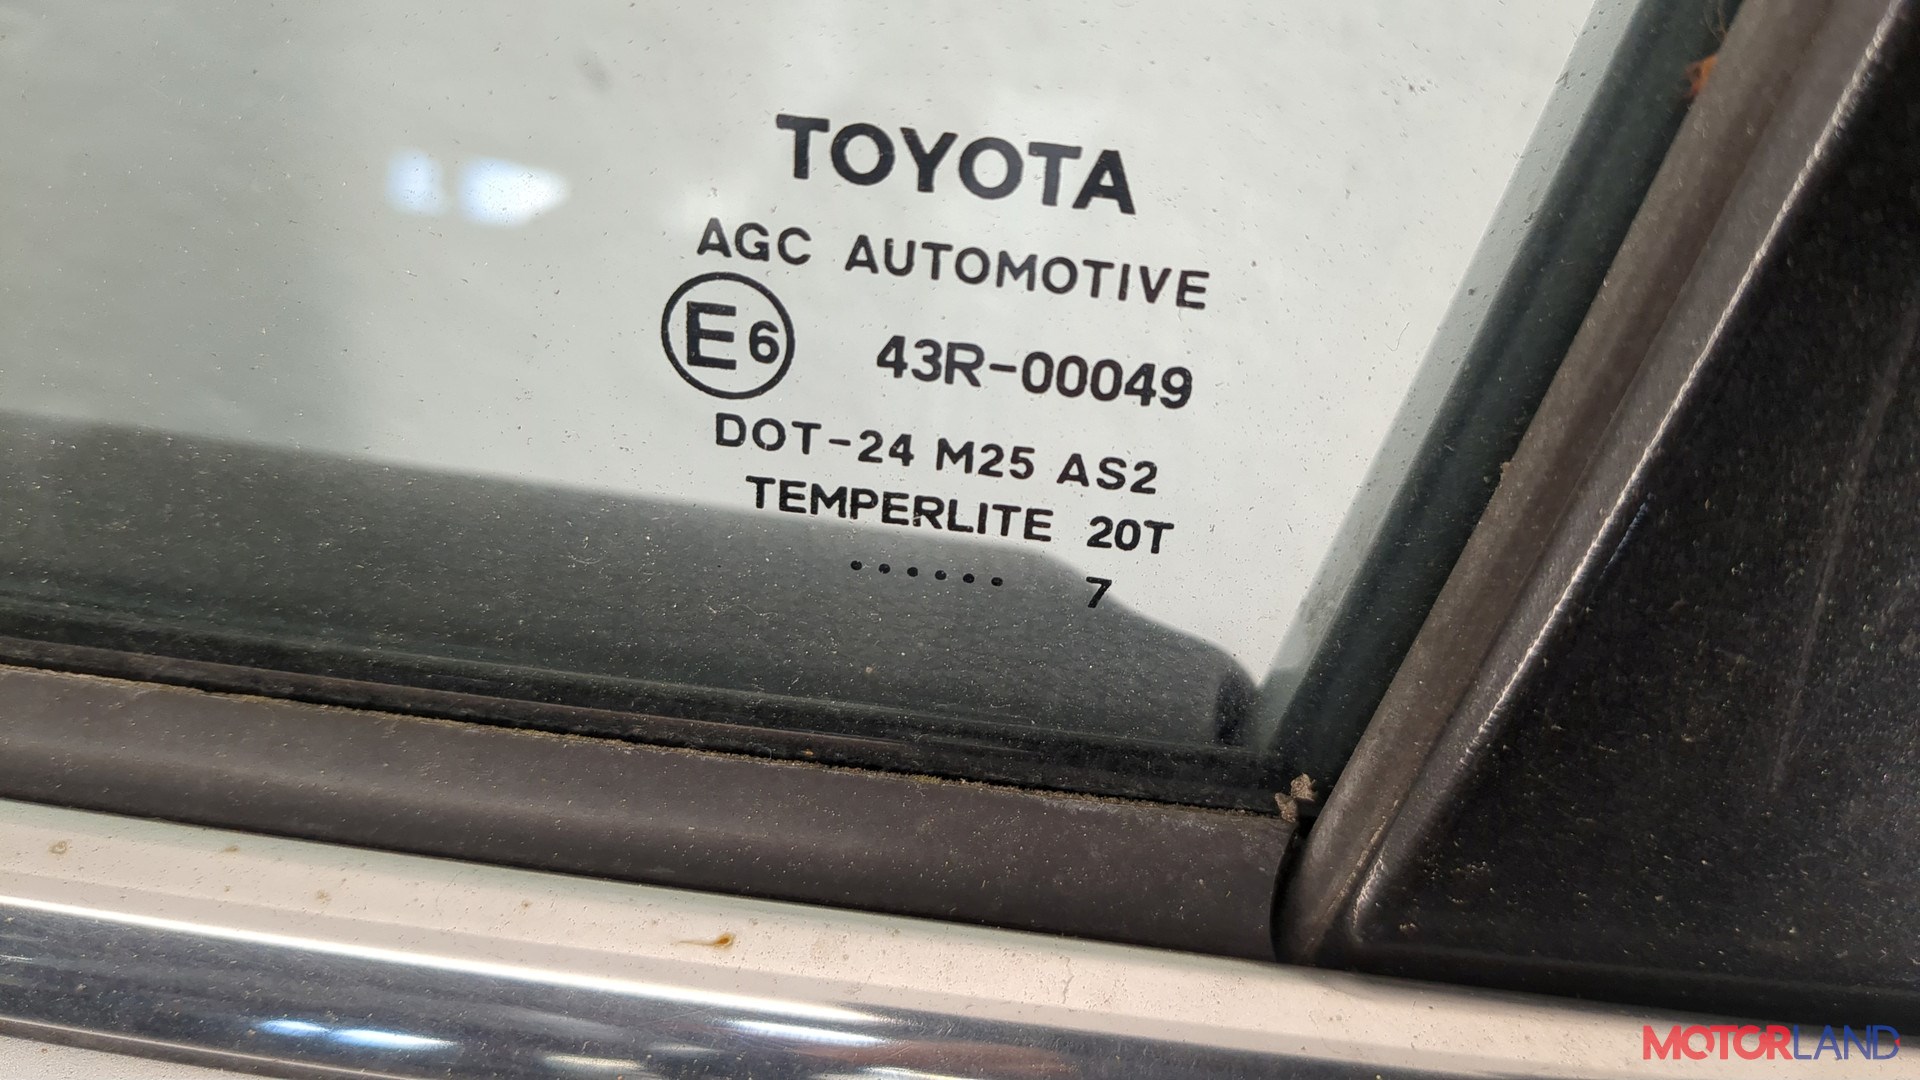 TOYOTA
AGC AUTOMOTIVE
E6 43R-00049
DOT-24 M25 AS2
TEMPERLITE 20T
...... 7
MOTORLAND